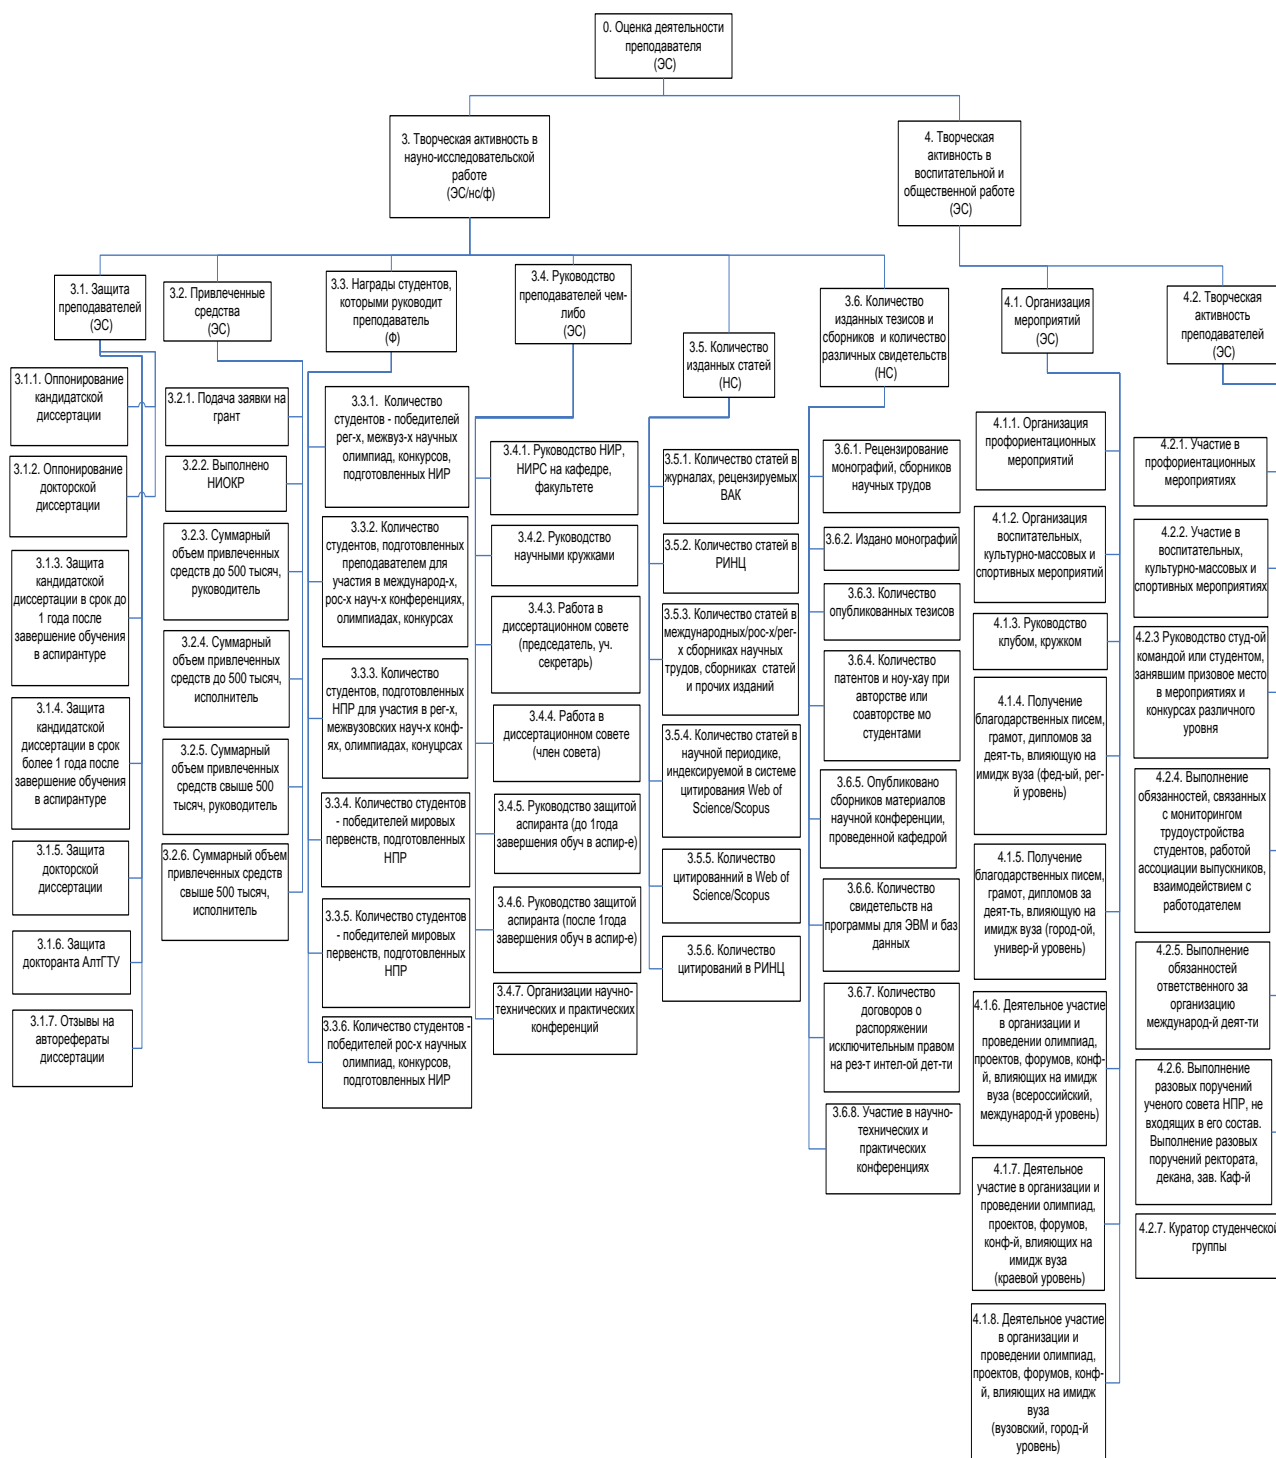 0. Оценка деятельности
преподавателя
(ЭС)
3. Творческая активность в
науно-исследовательской
работе
(ЭС/нс/ф)
4. Творческая
активность в
воспитательной и
общественной работе
(ЭС)
3.1. Защита
преподавателей
(ЭС)
3.2. Привлеченные
средства
(ЭС)
3.3. Награды студентов,
которыми руководит
преподаватель
(Ф)
3.4. Руководство
преподавателей чем-
либо
(ЭС)
3.5. Количество
изданных статей
(НС)
3.6. Количество
изданных тезисов и
сборников и количество
различных свидетельств
(НС)
4.1. Организация
мероприятий
(ЭС)
4.2. Творческая
активность
преподавателей
(ЭС)
3.1.1. Оппонирование
кандидатской
диссертации
3.1.2. Оппонирование
докторской
диссертации
3.1.3. Защита
кандидатской
диссертации в срок до
1 года после
завершение обучения
в аспирантуре
3.1.4. Защита
кандидатской
диссертации в срок
более 1 года после
завершение обучения
в аспирантуре
3.1.5. Защита
докторской
диссертации
3.1.6. Защита
докторанта АлтГТУ
3.1.7. Отзывы на
авторефераты
диссертации
3.2.1. Подача заявки на
грант
3.2.2. Выполнено
НИОКР
3.2.3. Суммарный
объем привлеченных
средств до 500 тысяч,
руководитель
3.2.4. Суммарный
объем привлеченных
средств до 500 тысяч,
исполнитель
3.2.5. Суммарный
объем привлеченных
средств свыше 500
тысяч, руководитель
3.2.6. Суммарный объем
привлеченных средств
свыше 500 тысяч,
исполнитель
3.3.1. Количество
студентов - победителей
рег-х, межвуз-х научных
олимпиад, конкурсов,
подготовленных НИР
3.3.2. Количество
студентов, подготовленных
преподавателем для
участия в международ-х,
рос-х науч-х конференциях,
олимпиадах, конкурсах
3.3.3. Количество
студентов, подготовленных
НПР для участия в рег-х,
межвузовских науч-х конф-
ях, олимпиадах, конуцрсах
3.3.4. Количество студентов
- победителей мировых
первенств, подготовленных
НПР
3.3.5. Количество студентов
- победителей мировых
первенств, подготовленных
НПР
3.3.6. Количество студентов -
победителей рос-х научных
олимпиад, конкурсов,
подготовленных НИР
3.4.1. Руководство НИР,
НИРС на кафедре,
факультете
3.4.2. Руководство
научными кружками
3.4.3. Работа в
диссертационном совете
(председатель, уч.
секретарь)
3.4.4. Работа в
диссертационном совете
(член совета)
3.4.5. Руководство защитой
аспиранта (до 1года
завершения обуч в аспир-е)
3.4.6. Руководство защитой
аспиранта (после 1года
завершения обуч в аспир-е)
3.4.7. Организации научно-
технических и практических
конференций
3.5.1. Количество статей в
журналах, рецензируемых
ВАК
3.5.2. Количество статей в
РИНЦ
3.5.3. Количество статей в
международных/рос-х/рег-
х сборниках научных
трудов, сборниках статей
и прочих изданий
3.5.4. Количество статей в
научной периодике,
индексируемой в системе
цитирования Web of
Science/Scopus
3.5.5. Количество
цитированний в Web of
Science/Scopus
3.5.6. Количество
цитирований в РИНЦ
3.6.1. Рецензирование
монографий, сборников
научных трудов
3.6.2. Издано монографий
3.6.3. Количество
опубликованных тезисов
3.6.4. Количество
патентов и ноу-хау при
авторстве или
соавторстве мо
студентами
3.6.5. Опубликовано
сборников материалов
научной конференции,
проведенной кафедрой
3.6.6. Количество
свидетельств на
программы для ЭВМ и баз
данных
3.6.7. Количество
договоров о
распоряжении
исключительным правом
на рез-т интел-ой дет-ти
3.6.8. Участие в научно-
технических и
практических
конференциях
4.1.1. Организация
профориентационных
мероприятий
4.1.2. Организация
воспитательных,
культурно-массовых и
спортивных мероприятий
4.1.3. Руководство
клубом, кружком
4.1.4. Получение
благодарственных писем,
грамот, дипломов за
деят-ть, влияющую на
имидж вуза (фед-ый, рег-
й уровень)
4.1.5. Получение
благодарственных писем,
грамот, дипломов за
деят-ть, влияющую на
имидж вуза (город-ой,
универ-й уровень)
4.1.6. Деятельное участие
в организации и
проведении олимпиад,
проектов, форумов, конф-
й, влияющих на имидж
вуза (всероссийский,
международ-й уровень)
4.1.7. Деятельное
участие в организации и
проведении олимпиад,
проектов, форумов,
конф-й, влияющих на
имидж вуза
(краевой уровень)
4.1.8. Деятельное участие
в организации и
проведении олимпиад,
проектов, форумов, конф-
й, влияющих на имидж
вуза
(вузовский, город-й
уровень)
4.2.1. Участие в
профориентационных
мероприятиях
4.2.2. Участие в
воспитательных,
культурно-массовых и
спортивных мероприятиях
4.2.3 Руководство студ-ой
командой или студентом,
занявшим призовое место
в мероприятиях и
конкурсах различного
уровня
4.2.4. Выполнение
обязанностей, связанных
с мониторингом
трудоустройства
студентов, работой
ассоциации выпускников,
взаимодействием с
работодателем
4.2.5. Выполнение
обязанностей
ответственного за
организацию
международ-й деят-ти
4.2.6. Выполнение
разовых поручений
ученого совета НПР, не
входящих в его состав.
Выполнение разовых
поручений ректората,
декана, зав. Каф-й
4.2.7. Куратор студенческой
группы